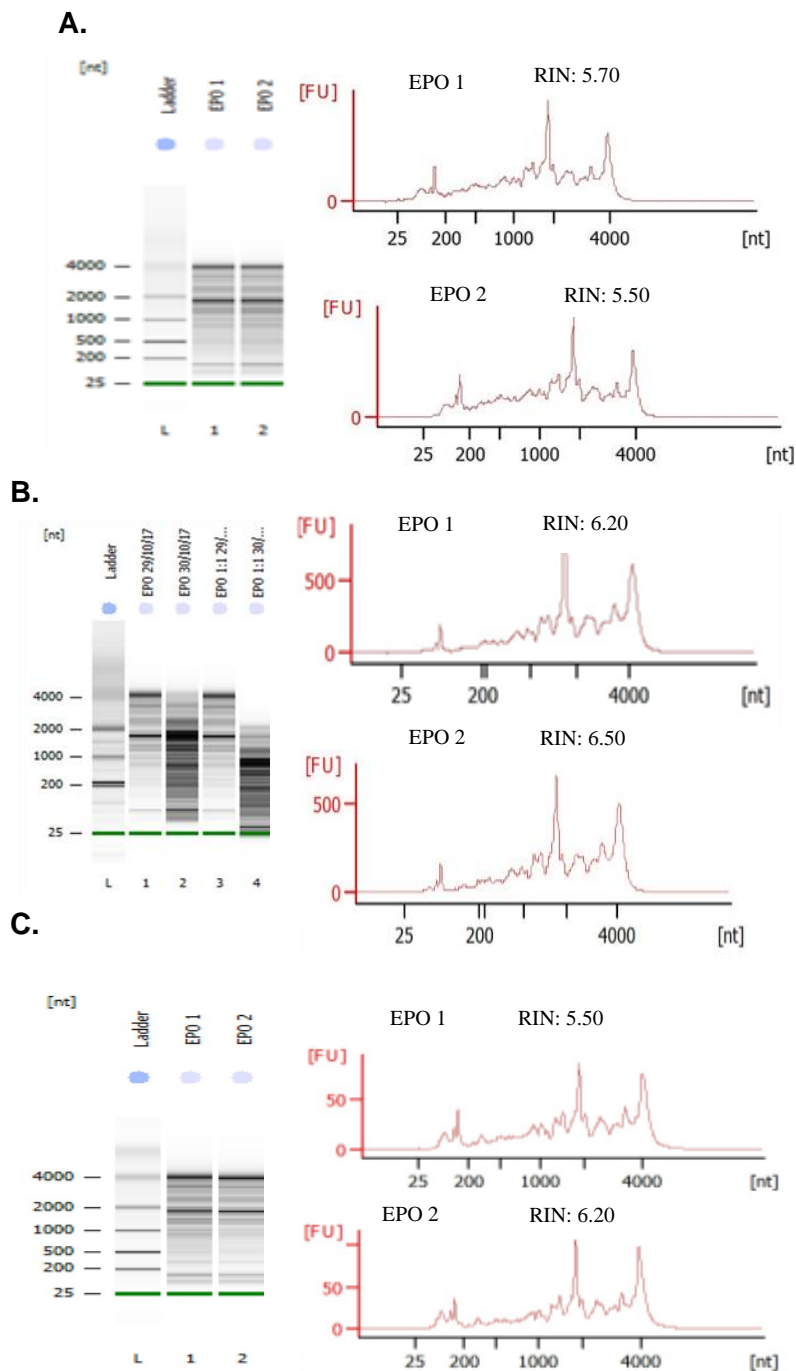 A.
[nt]
Ladder
EPO 1
EPO 2
4000
2000
1000
500
200
25
L 1 2
EPO 1 RIN: 5.70
[FU]
0
25 200 1000 4000 [nt]
EPO 2 RIN: 5.50
[FU]
0
25 200 1000 4000 [nt]
B.
[nt]
Ladder
EPO 29/10/17
EPO 30/10/17
EPO 1:1 29/...
EPO 1:1 30/...
4000
2000
1000
200
25
L 1 2 3 4
EPO 1 RIN: 6.20
[FU]
500
0
25 200 4000 [nt]
EPO 2 RIN: 6.50
[FU]
500
0
25 200 4000 [nt]
C.
[nt]
Ladder
EPO 1
EPO 2
4000
2000
1000
500
200
25
L 1 2
EPO 1 RIN: 5.50
[FU]
50
0
25 200 1000 4000 [nt]
EPO 2 RIN: 6.20
[FU]
50
0
25 200 1000 4000 [nt]